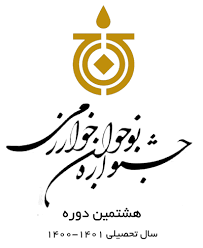 جشنواره نوجوان خوارزمی
هشتمین دوره
سال تحصیلی ۱۴۰۱-۱۴۰۰